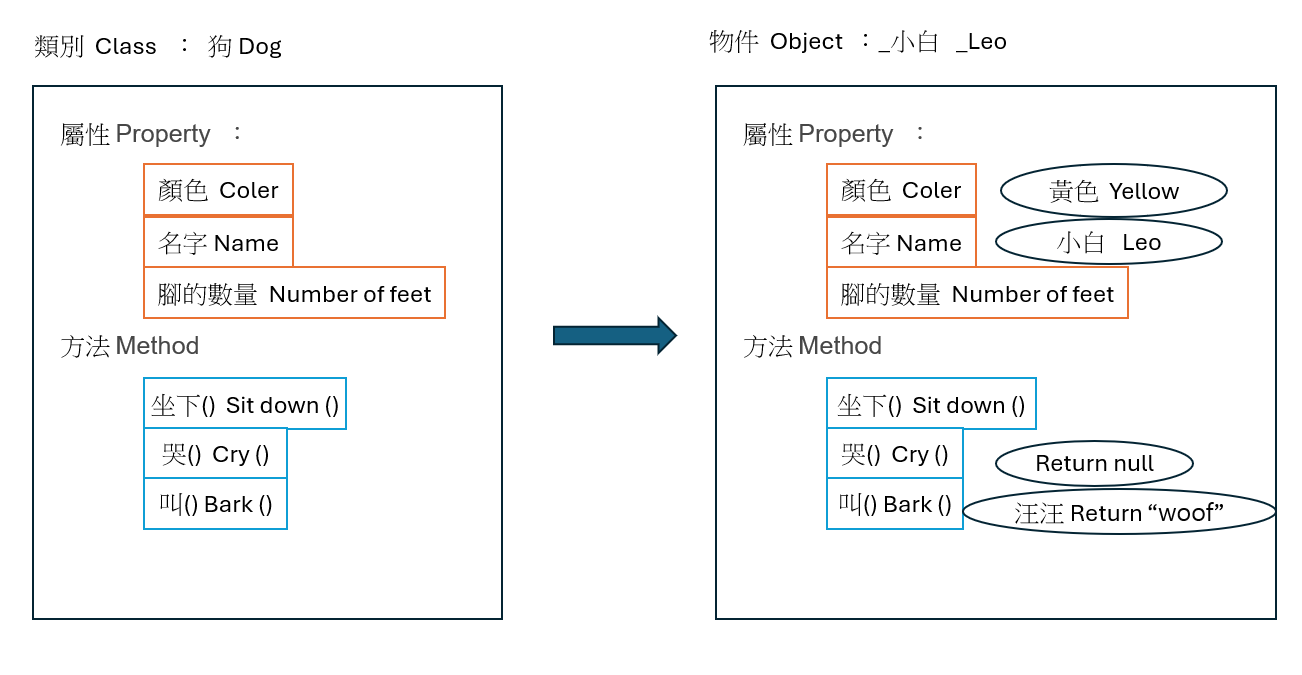 類別 Class ： 狗 Dog
屬性 Property ：
顏色 Coler
名字 Name
腳的數量 Number of feet
方法 Method
坐下() Sit down ()
哭() Cry ()
叫() Bark ()
物件 Object ：_小白 _Leo
屬性 Property ：
顏色 Coler
黃色 Yellow
名字 Name
小白 Leo
腳的數量 Number of feet
方法 Method
坐下() Sit down ()
哭() Cry ()
Return null
叫() Bark ()
汪汪 Return “woof”